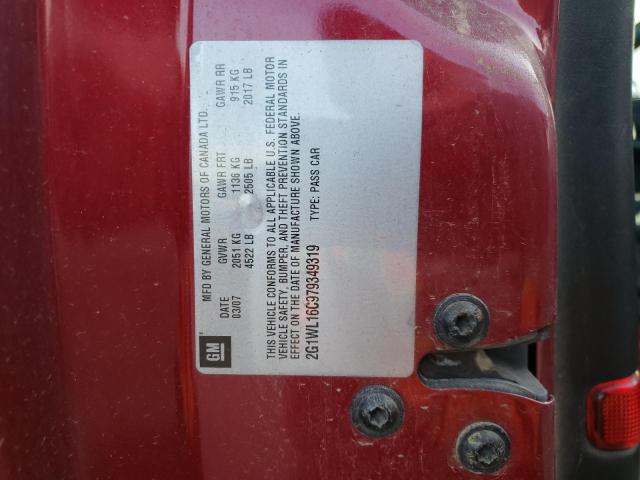 MFD BY GENERAL MOTORS OF CANADA LTD.
DATE GVWR GAWR FRT GAWR RR
03/07 2051 KG 1136 KG 915 KG
4522 LB 2505 LB 2017 LB
GM
THIS VEHICLE CONFORMS TO ALL APPLICABLE U.S. FEDERAL MOTOR
VEHICLE SAFETY, BUMPER, AND THEFT PREVENTION STANDARDS IN
EFFECT ON THE DATE OF MANUFACTURE SHOWN ABOVE.
2G1WL16C979349319 TYPE: PASS CAR